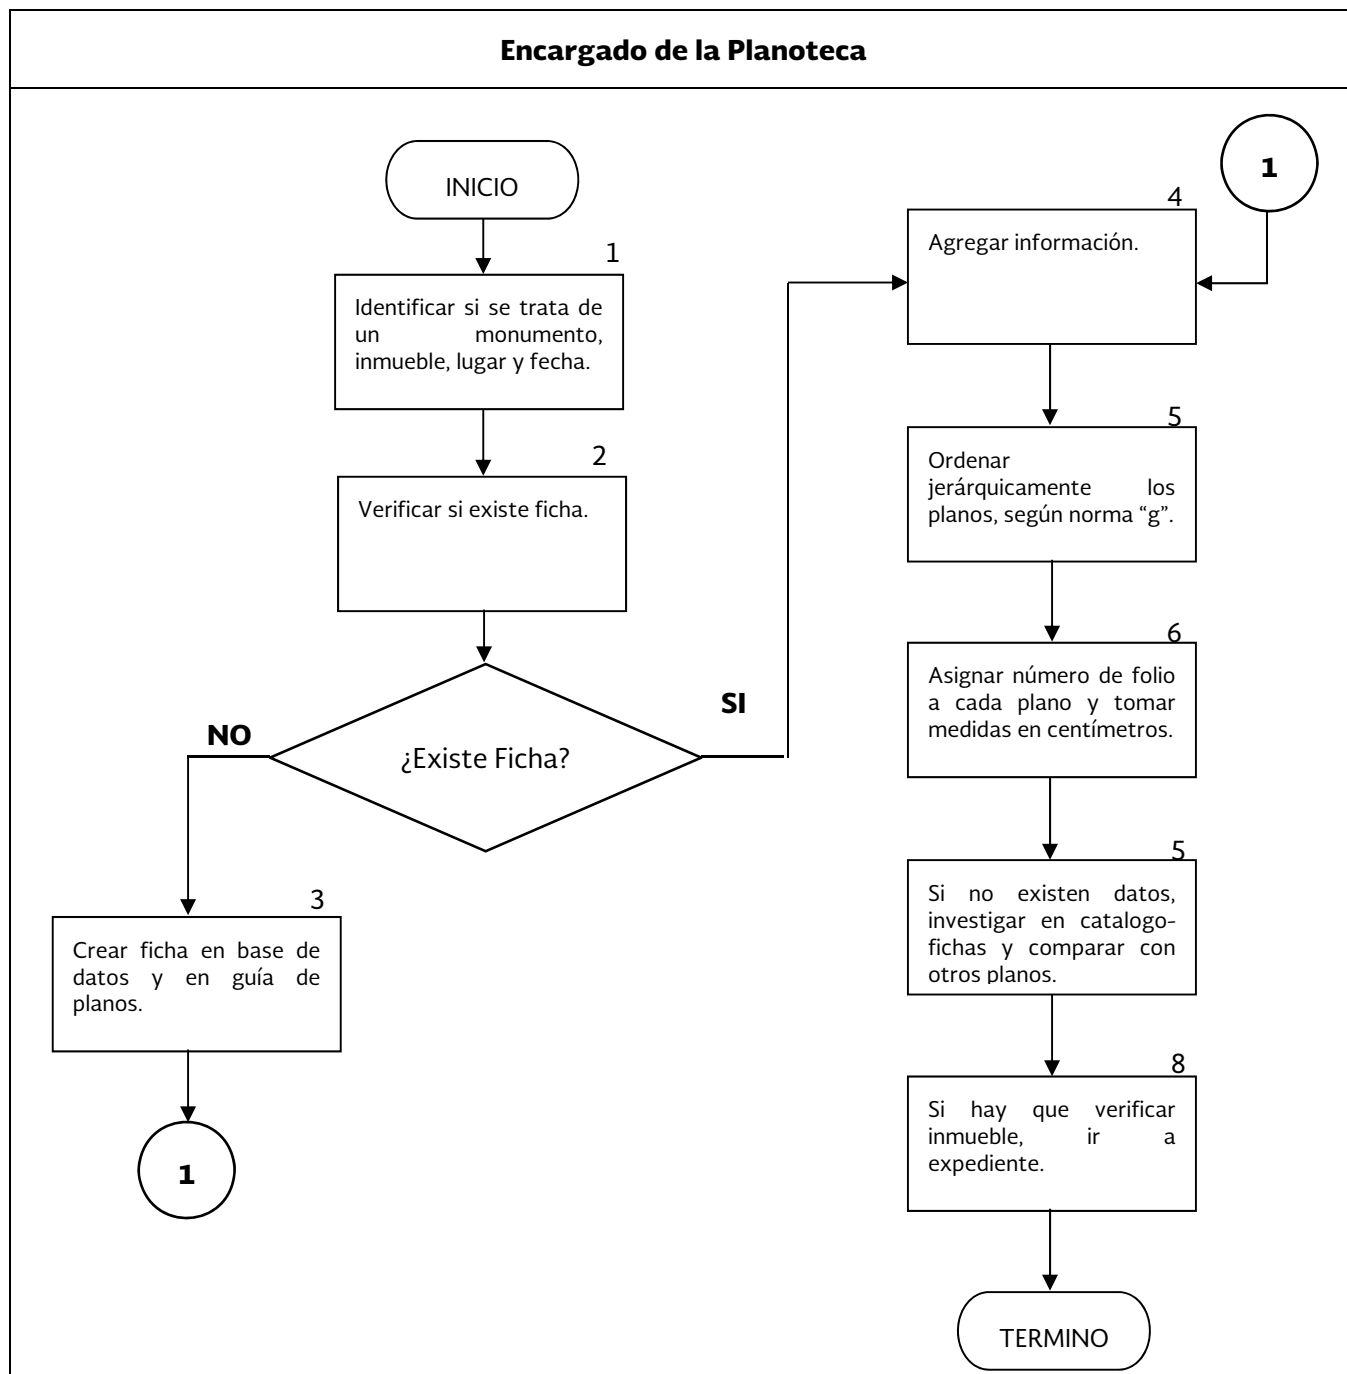 Encargado de la Planoteca
INICIO
1
Identificar si se trata de
un monumento,
inmueble, lugar y fecha.
2
Verificar si existe ficha.
¿Existe Ficha?
NO
SI
3
Crear ficha en base de
datos y en guía de
planos.
1
1
4
Agregar información.
5
Ordenar
jerárquicamente los
planos, según norma “g”.
6
Asignar número de folio
a cada plano y tomar
medidas en centímetros.
5
Si no existen datos,
investigar en catalogo-
fichas y comparar con
otros planos.
8
Si hay que verificar
inmueble, ir a
expediente.
TERMINO